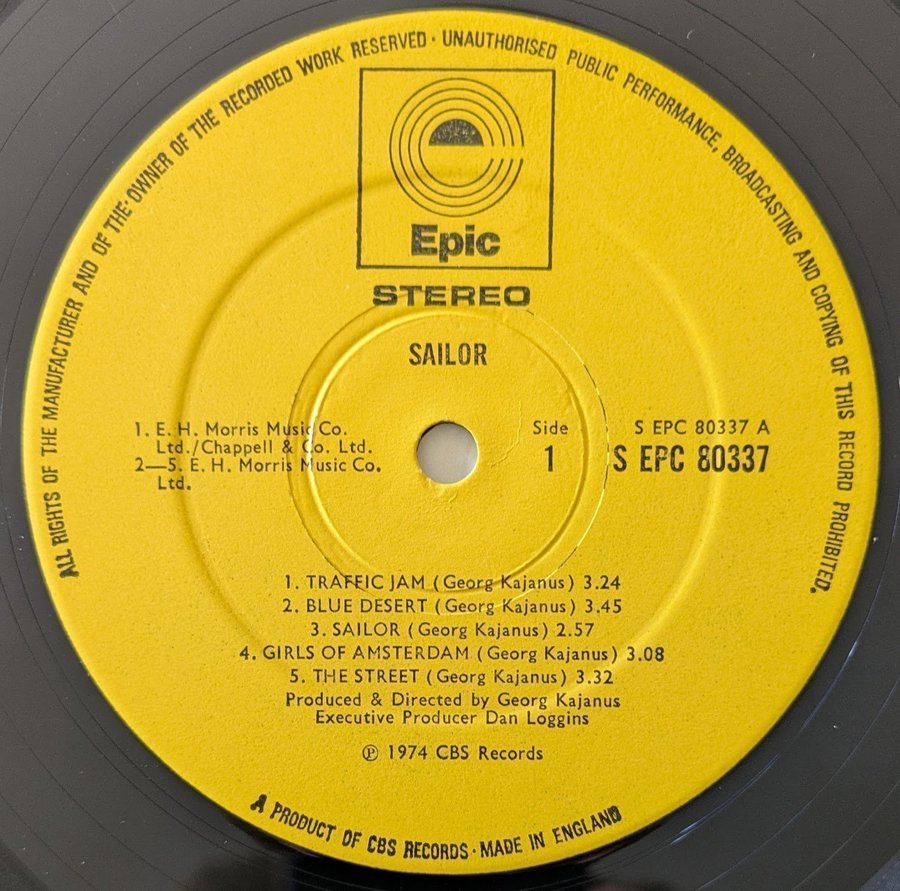 ALL RIGHTS OF THE MANUFACTURER AND OF THE OWNER OF THE RECORDED WORK RESERVED · UNAUTHORISED PUBLIC PERFORMANCE, BROADCASTING AND COPYING OF THIS RECORD PROHIBITED.
Epic
STEREO
SAILOR
1. E. H. Morris Music Co.
Ltd./Chappell & Co. Ltd.
2—5. E. H. Morris Music Co.
Ltd.
Side
1
S EPC 80337 A
S EPC 80337
1. TRAFFIC JAM (Georg Kajanus) 3.24
2. BLUE DESERT (Georg Kajanus) 3.45
3. SAILOR (Georg Kajanus) 2.57
4. GIRLS OF AMSTERDAM (Georg Kajanus) 3.08
5. THE STREET (Georg Kajanus) 3.32
Produced & Directed by Georg Kajanus
Executive Producer Dan Loggins
℗ 1974 CBS Records
A PRODUCT OF CBS RECORDS · MADE IN ENGLAND